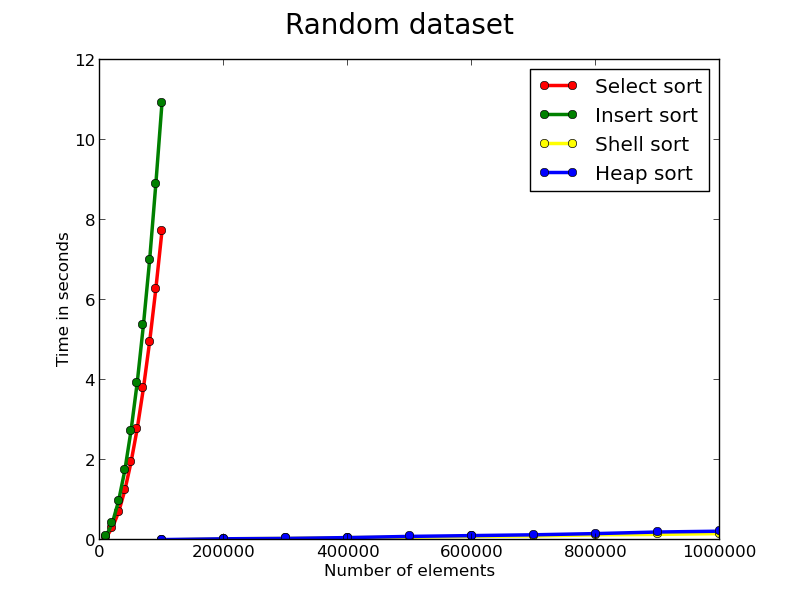 Random dataset
12
10
8
6
4
2
0
Time in seconds
Select sort
Insert sort
Shell sort
Heap sort
0 200000 400000 600000 800000 1000000
Number of elements